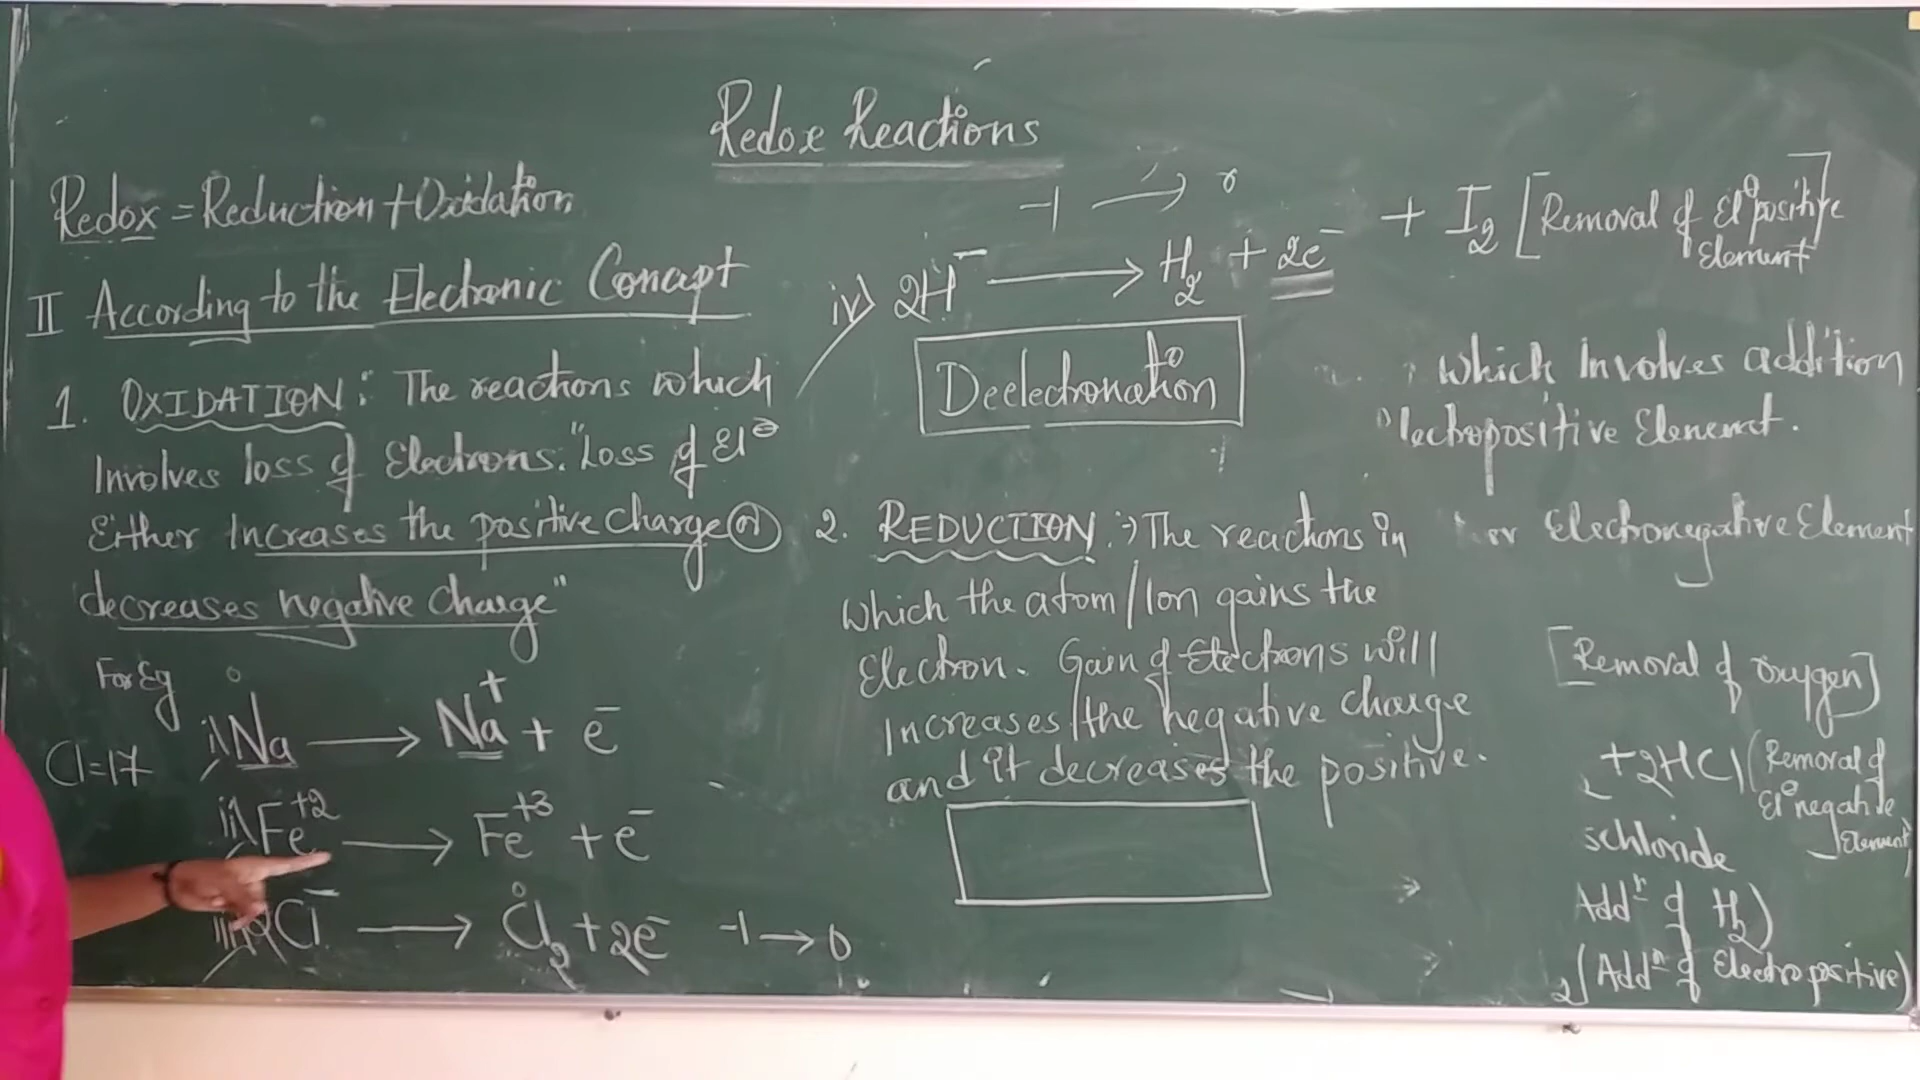 Redox Reactions
Redox = Reduction + Oxidation
II According to the Electronic Concept
1. OXIDATION: The reactions which
Involves loss of Electrons. "Loss of El⊖
Either Increases the positive charge or
decreases negative charge"
For Eg
i) Na → Na⁺ + e⁻
Cl=17
ii) Fe⁺² → Fe⁺³ + e⁻
iii) 2Cl⁻ → Cl₂ + 2e⁻ -1 → 0
-1 → 0
iv) 2H⁻ → H₂ + 2e⁻
Deelectronation
2. REDUCTION :→ The reactions in
Which the atom/Ion gains the
Electron. Gain of Electrons will
Increases the negative charge
and it decreases the positive.
+ I₂ [Removal of El⊕positive
Element]
which Involves addition
lectropositive Elenemt.
or Electronegative Element
[Removal of oxygen]
₂ + 2HCl (Removal of
El⊖negative
Element)
schloride
Addⁿ of H₂)
₂ (Addⁿ of Electropositive)